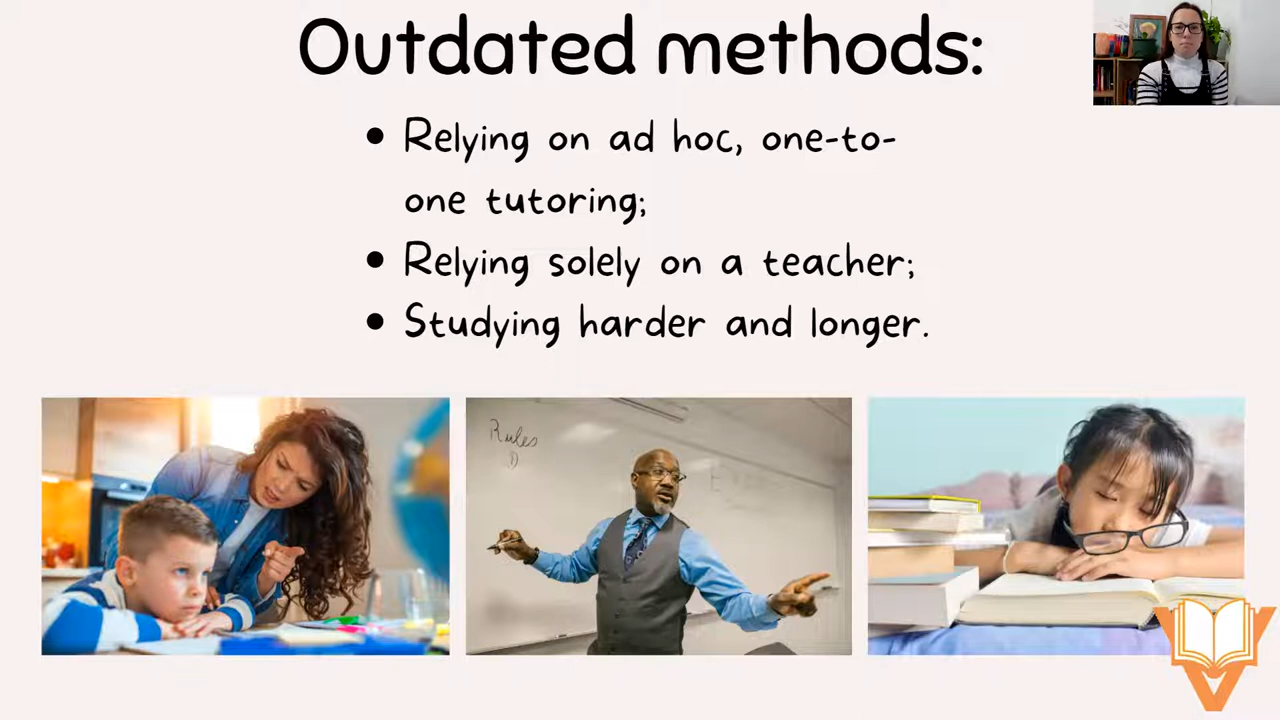 Outdated methods:
• Relying on ad hoc, one-to-
one tutoring;
• Relying solely on a teacher;
• Studying harder and longer.
Rules